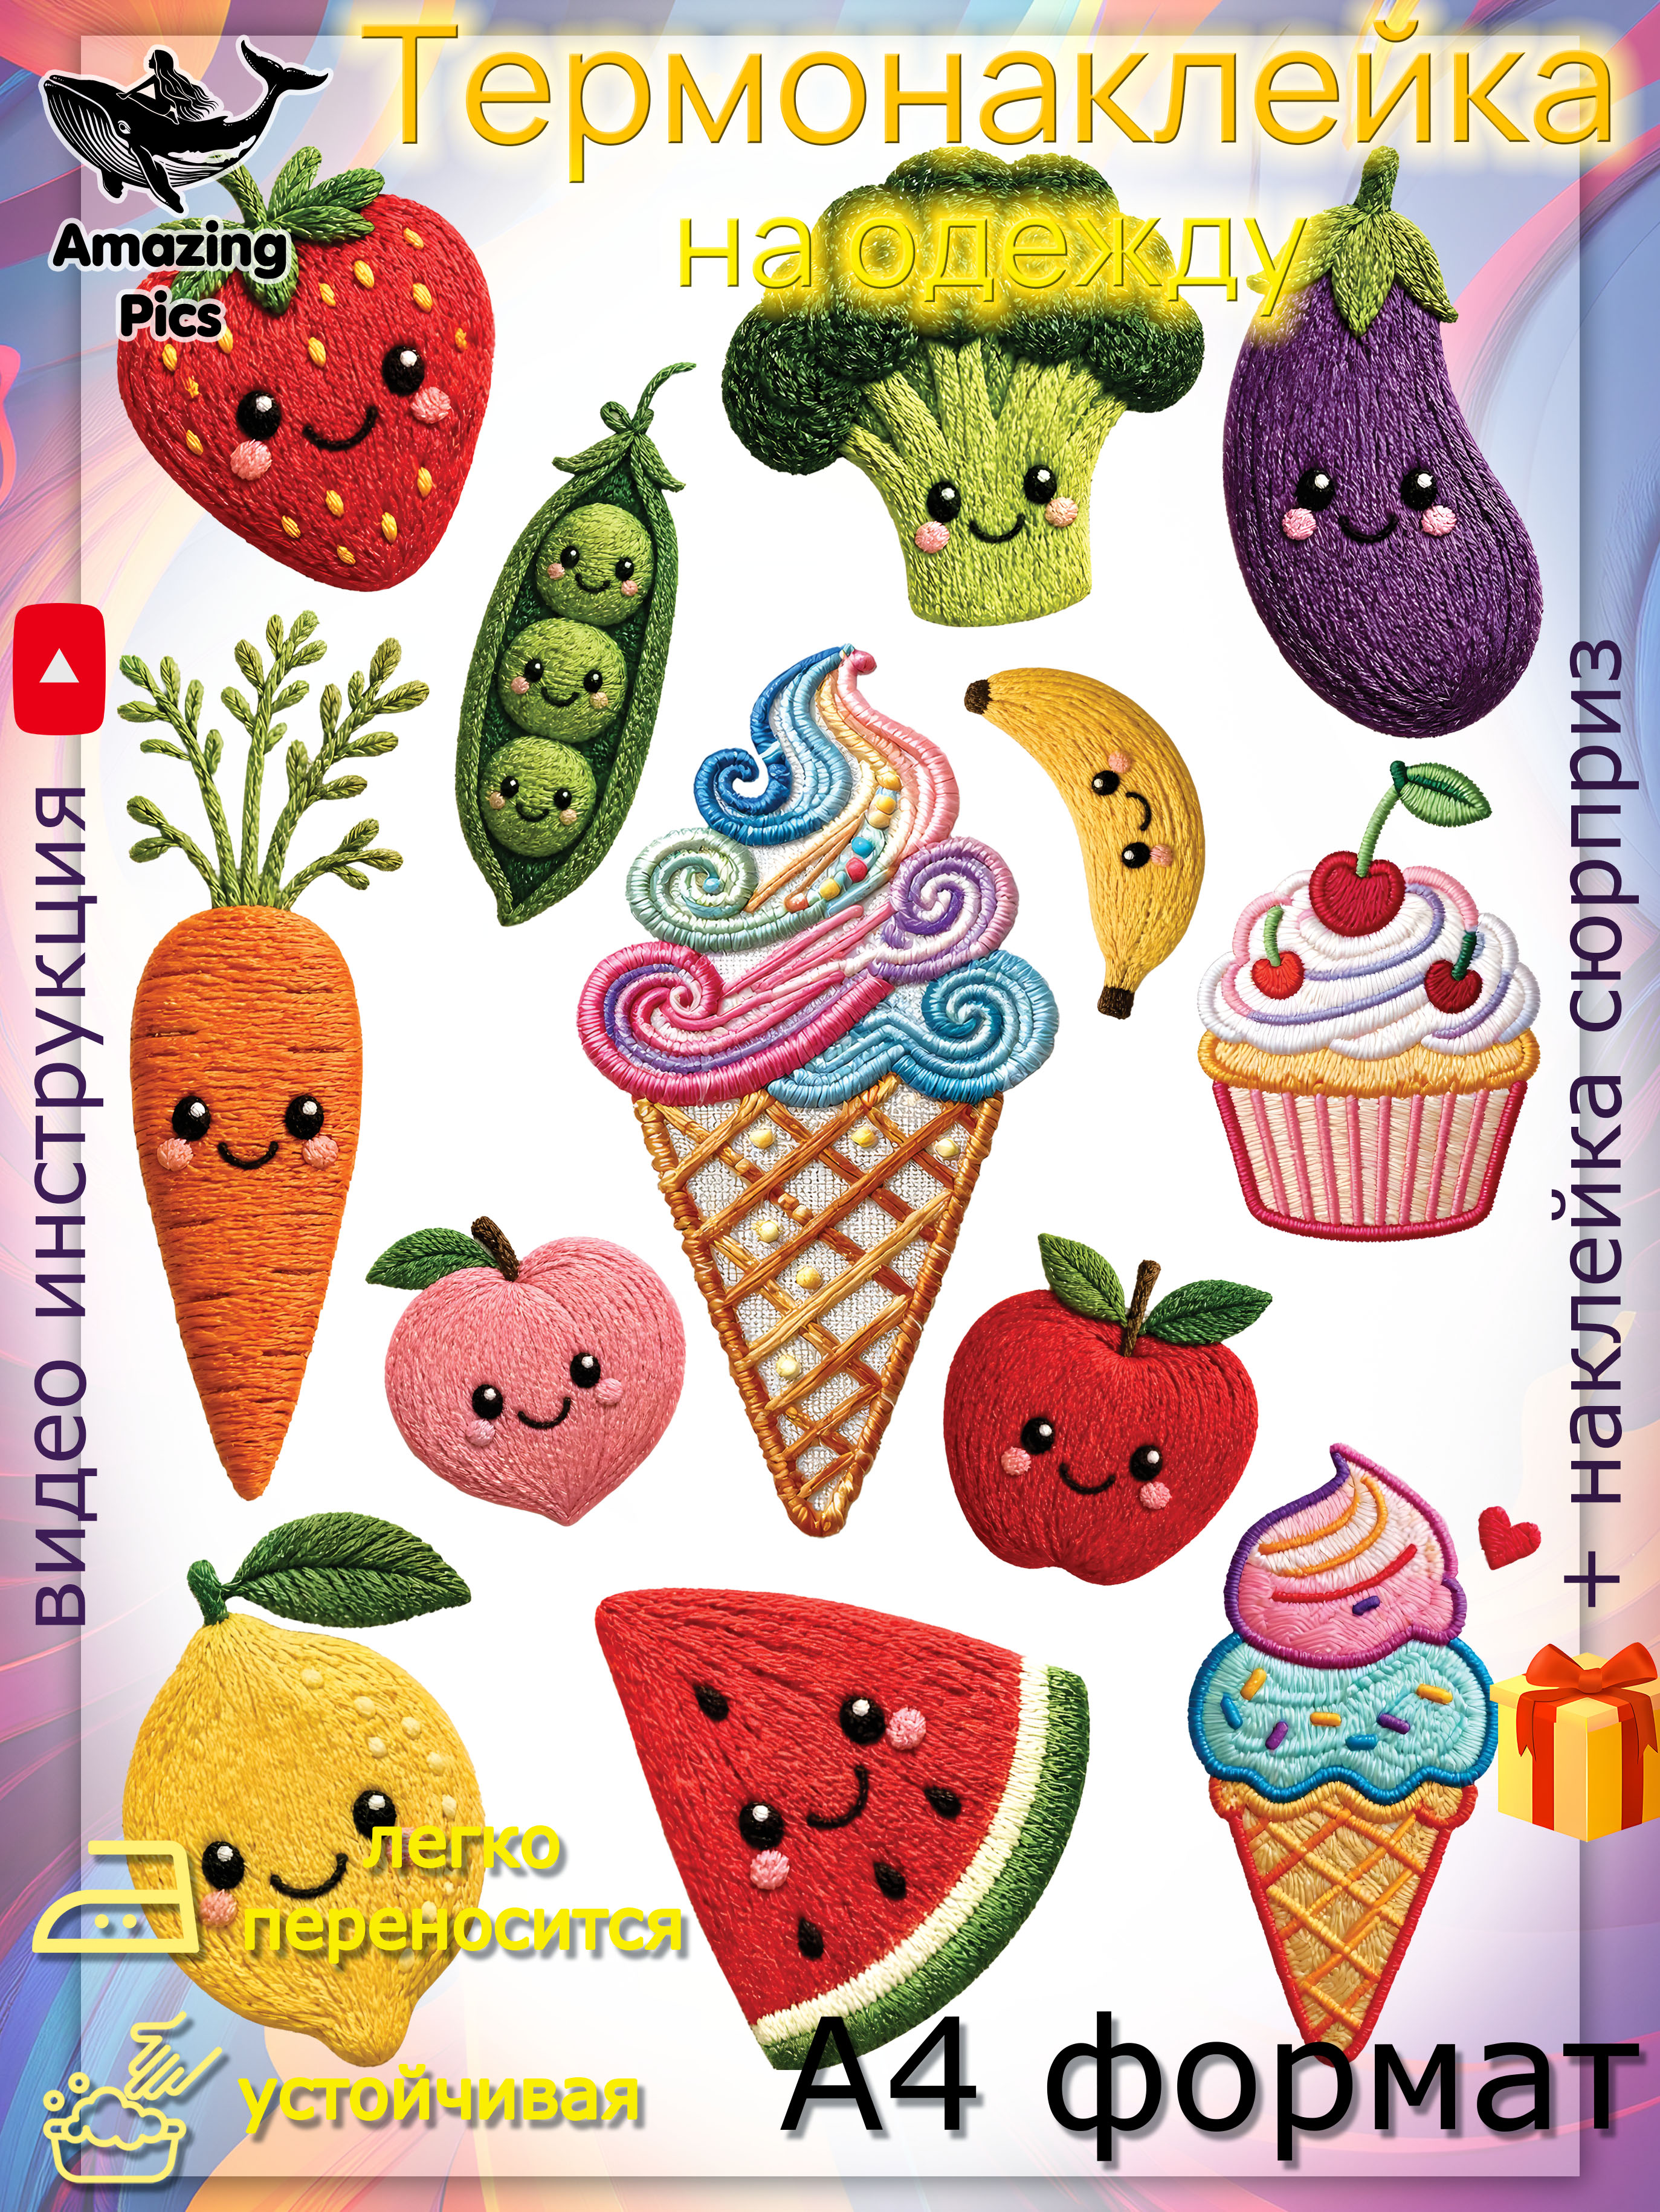 Термонаклейка
на одежду
Amazing
Pics
видео инструкция
+ наклейка сюрприз
легко
переносится
устойчивая
А4 формат